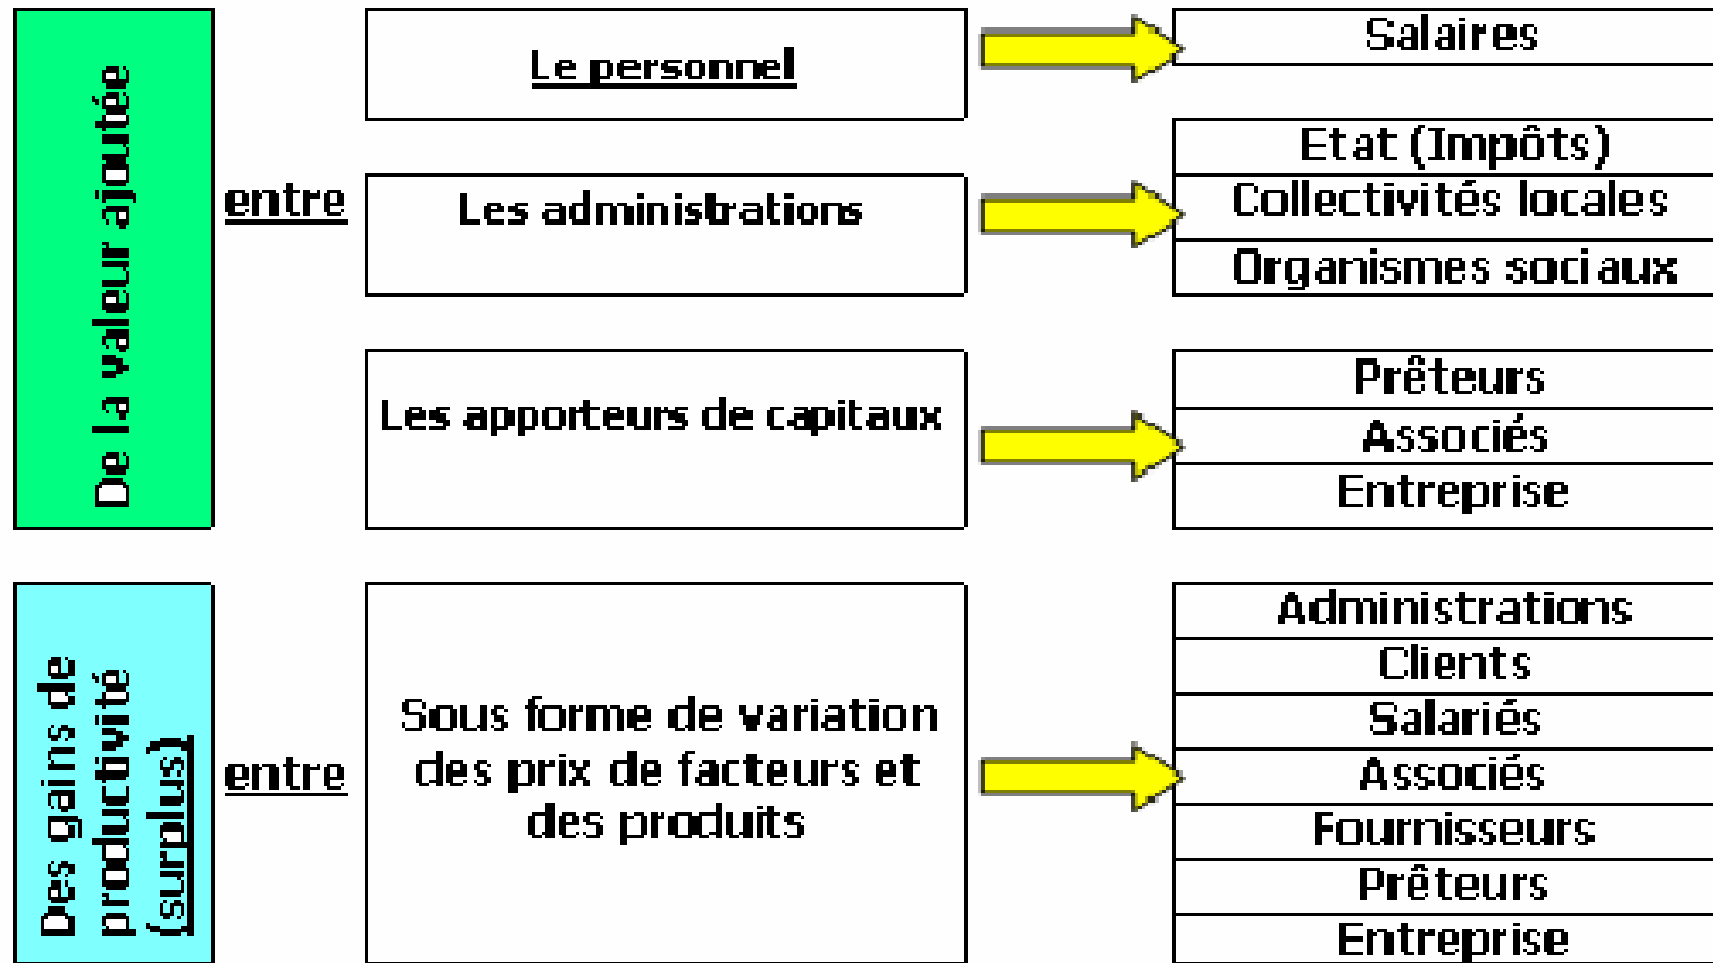 De la valeur ajoutée
entre
Le personnel
Salaires
Les administrations
Etat (Impôts)
Collectivités locales
Organismes sociaux
Les apporteurs de capitaux
Prêteurs
Associés
Entreprise
Des gains de
productivité
(surplus)
entre
Sous forme de variation
des prix de facteurs et
des produits
Administrations
Clients
Salariés
Associés
Fournisseurs
Prêteurs
Entreprise